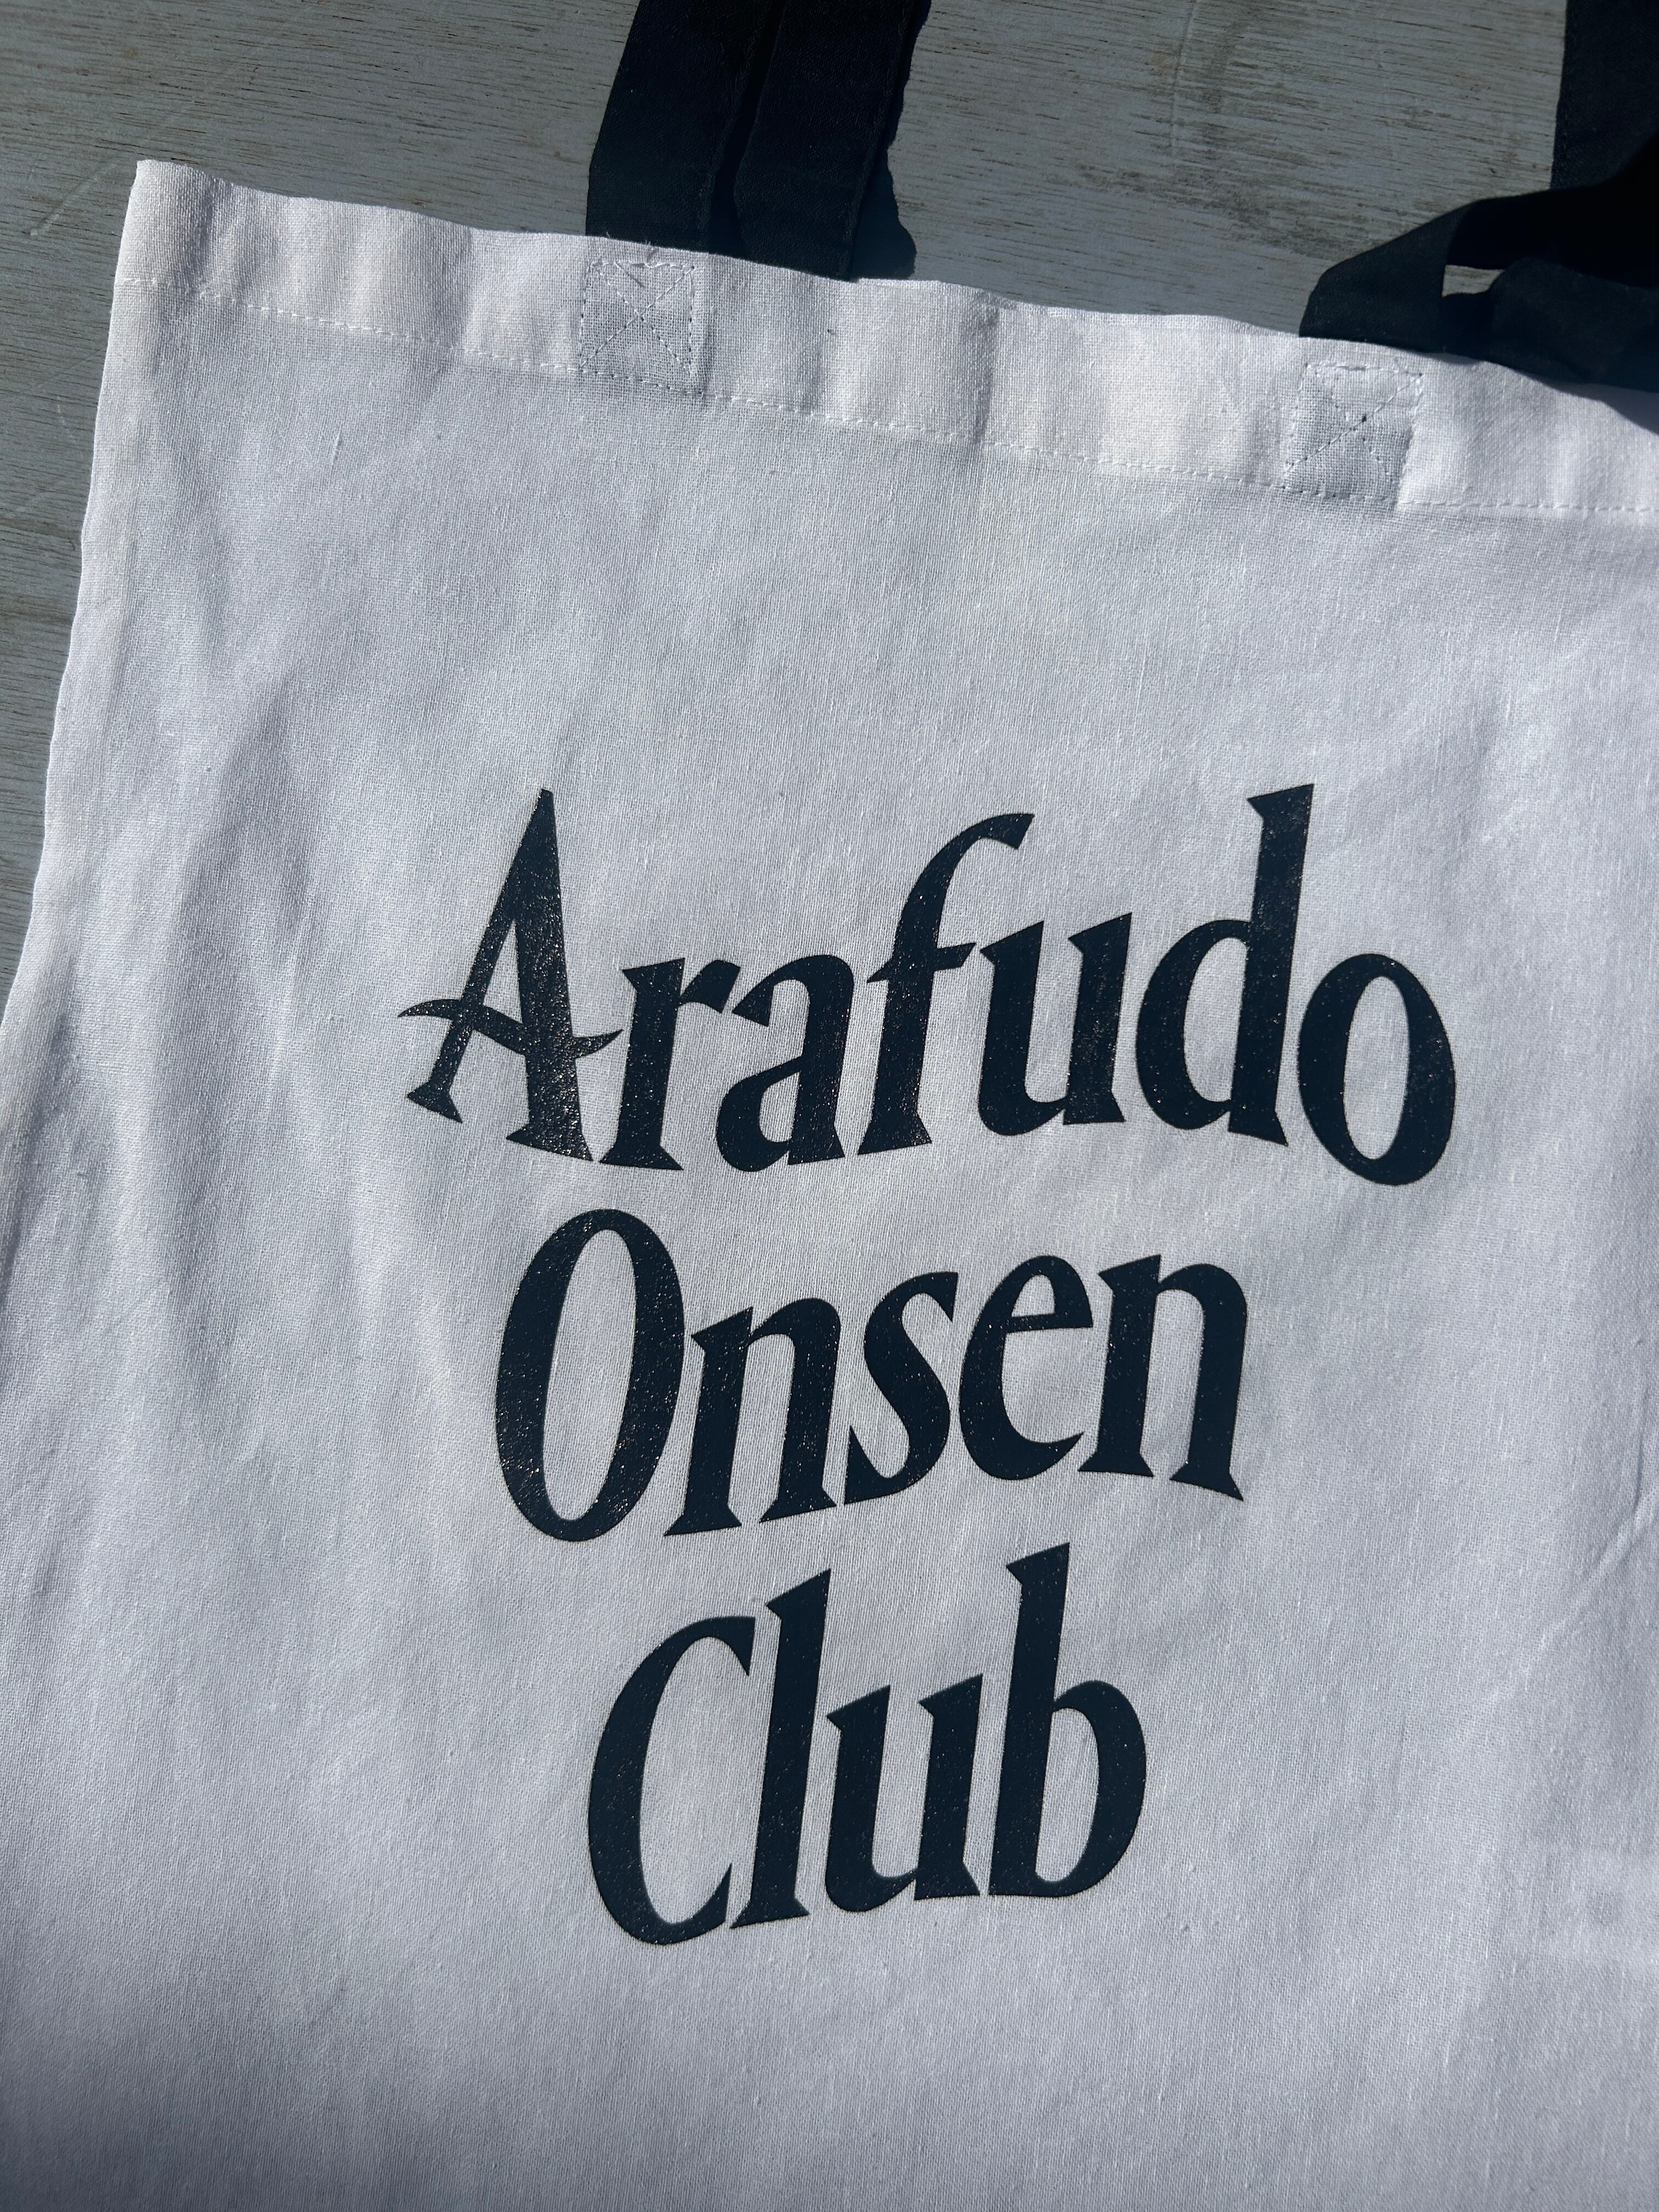 Arafudo
Onsen
Club